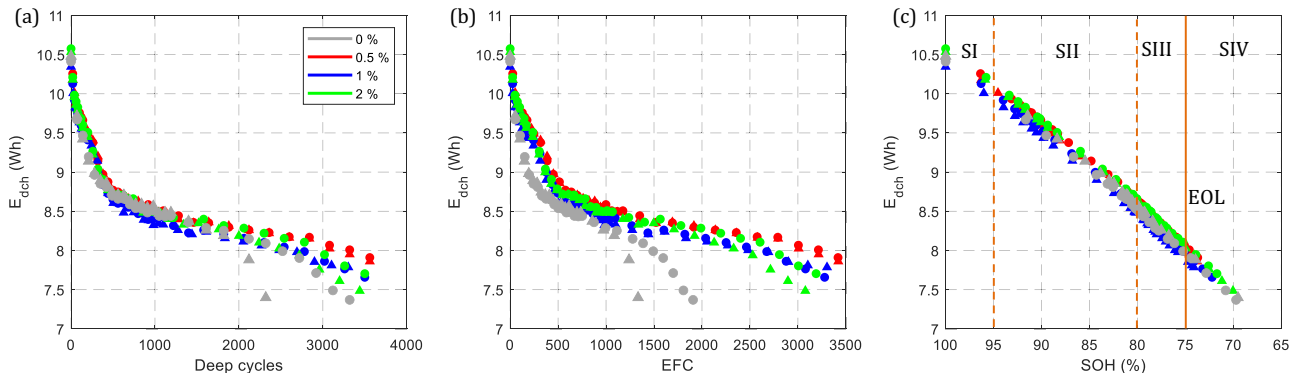 (a)
11
10.5
10
9.5
9
8.5
8
7.5
7
E_dch (Wh)
0 %
0.5 %
1 %
2 %
0 1000 2000 3000 4000
Deep cycles
(b)
11
10.5
10
9.5
9
8.5
8
7.5
7
E_dch (Wh)
0 500 1000 1500 2000 2500 3000 3500
EFC
(c)
11
10.5
10
9.5
9
8.5
8
7.5
7
E_dch (Wh)
SI SII SIII SIV
EOL
100 95 90 85 80 75 70 65
SOH (%)